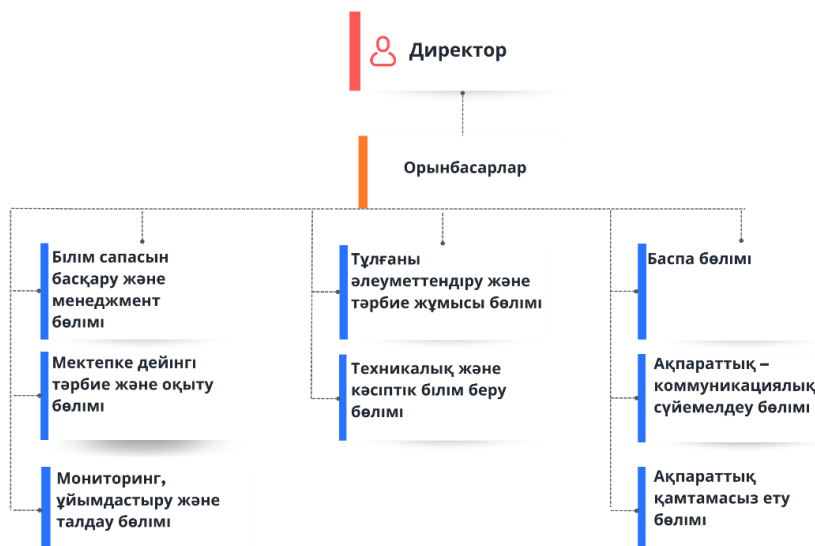 Директор
Орынбасарлар
Білім сапасын
басқару және
менеджмент
бөлімі
Мектепке дейінгі
тәрбие және оқыту
бөлімі
Мониторинг,
ұйымдастыру және
талдау бөлімі
Тұлғаны
әлеуметтендіру және
тәрбие жұмысы бөлімі
Техникалық және
кәсіптік білім беру
бөлімі
Баспа бөлімі
Ақпараттық –
коммуникациялық
сүйемелдеу бөлімі
Ақпараттық
қамтамасыз ету
бөлімі